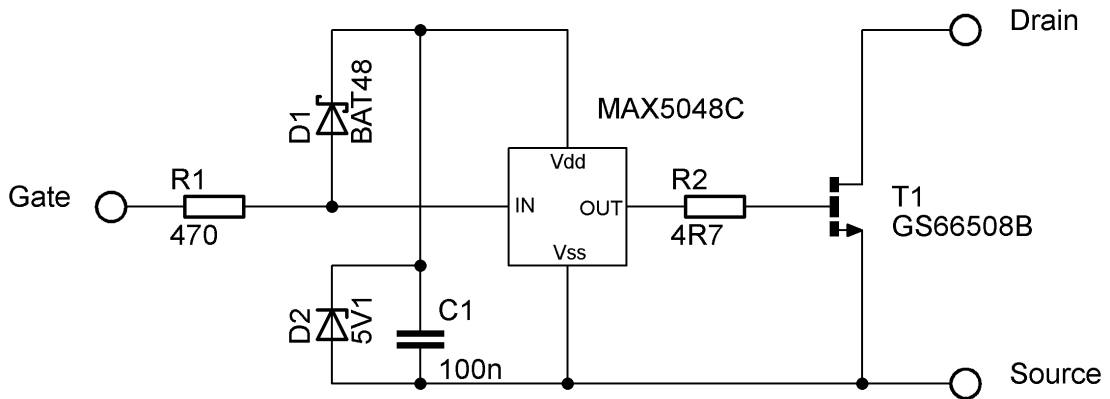 Drain
MAX5048C
D1
BAT48
Vdd
Gate
R1
IN
OUT
R2
T1
GS66508B
470
4R7
Vss
D2
5V1
C1
100n
Source